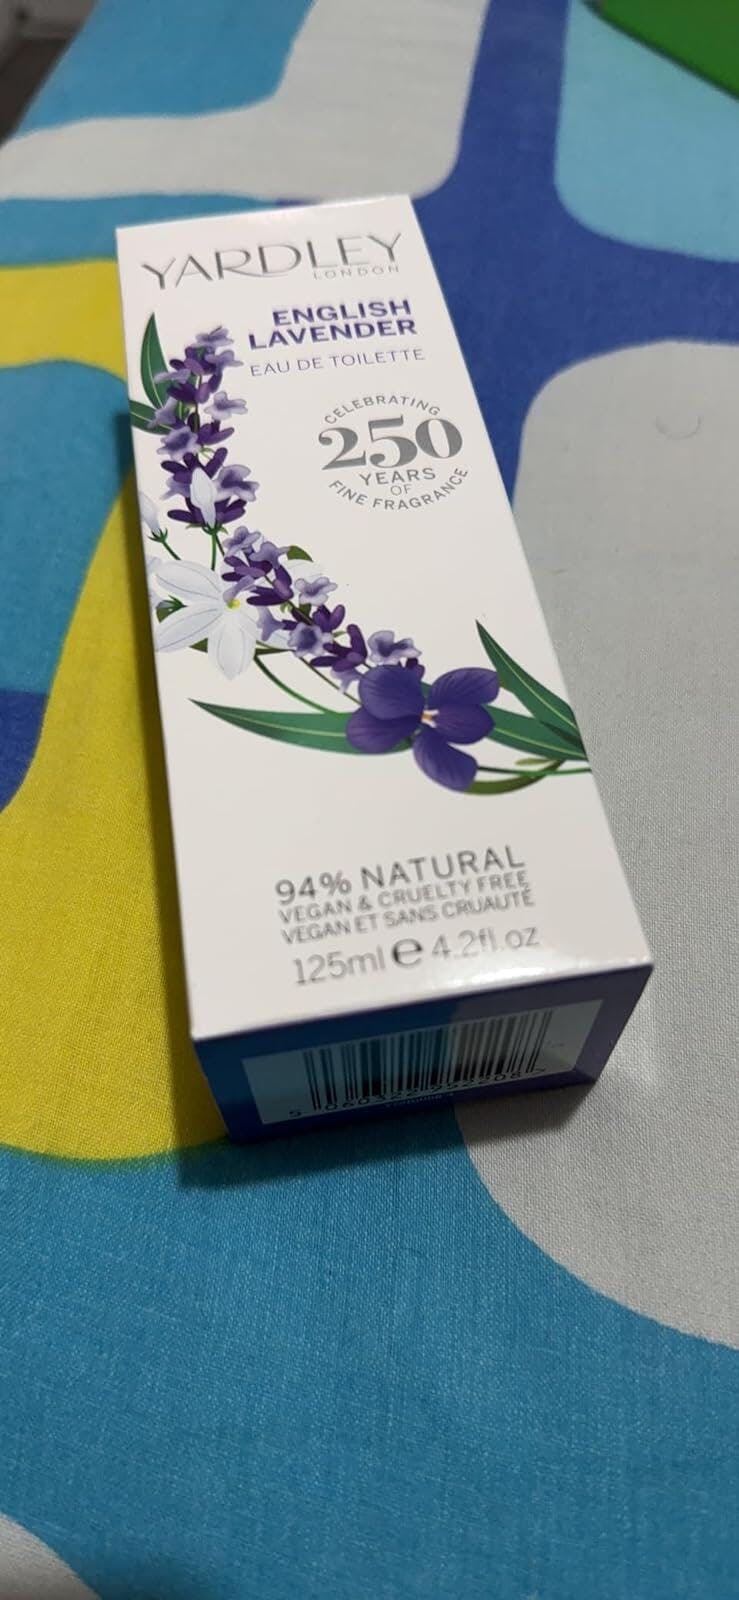 YARDLEY
LONDON
ENGLISH
LAVENDER
EAU DE TOILETTE
CELEBRATING
250
YEARS
OF
FINE FRAGRANCE
94% NATURAL
VEGAN & CRUELTY FREE
VEGAN ET SANS CRUAUTÉ
125ml e 4.2fl.oz